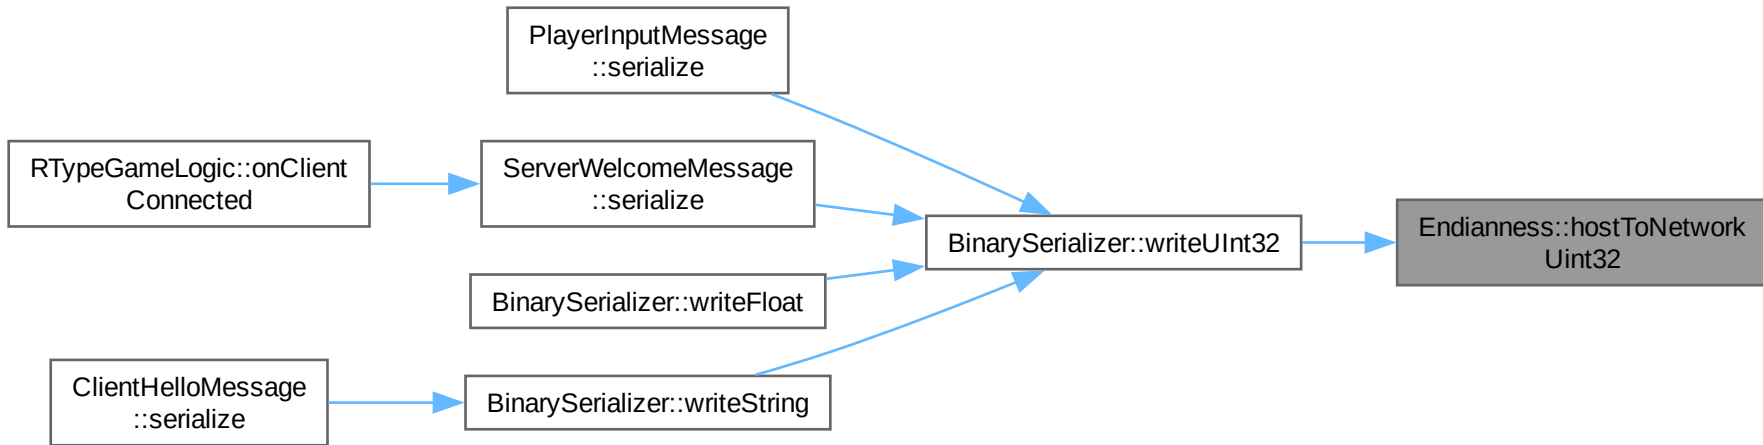 PlayerInputMessage
::serialize
RTypeGameLogic::onClient
Connected
ServerWelcomeMessage
::serialize
BinarySerializer::writeUInt32
Endianness::hostToNetwork
Uint32
BinarySerializer::writeFloat
ClientHelloMessage
::serialize
BinarySerializer::writeString